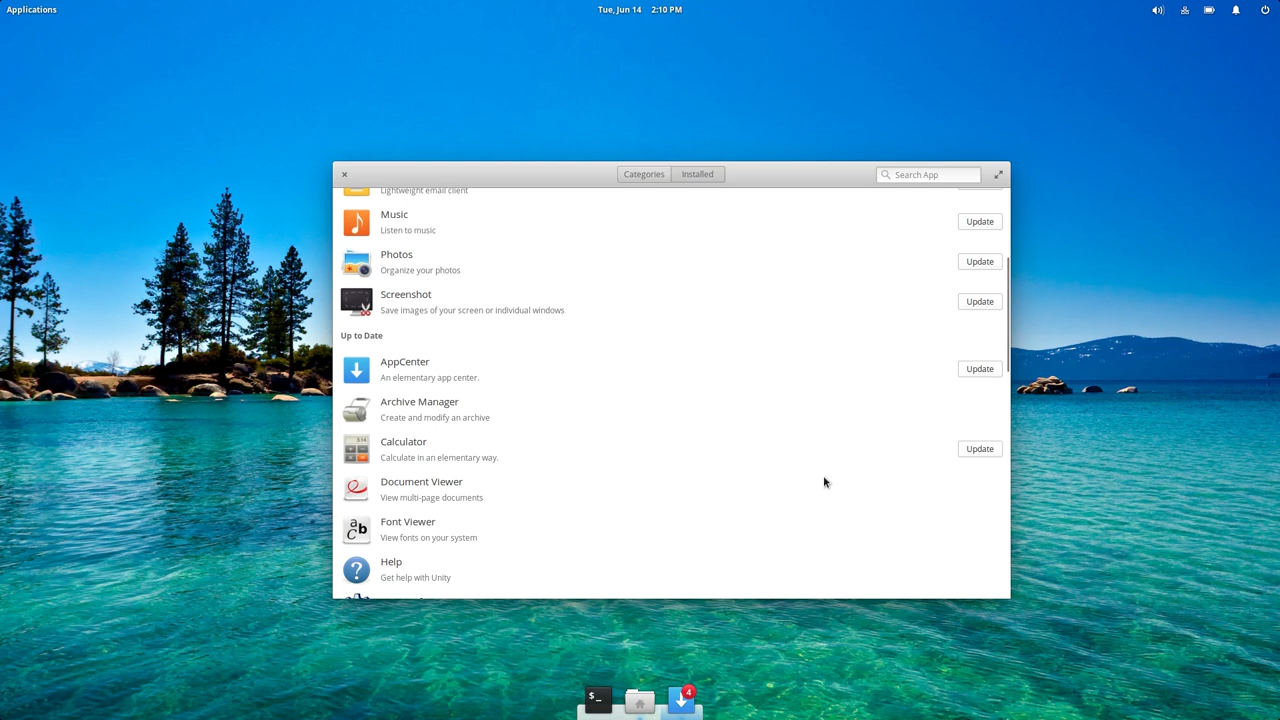 Applications
Tue, Jun 14 2:10 PM
Categories
Installed
Search App
Lightweight email client
Music
Listen to music
Update
Photos
Organize your photos
Update
Screenshot
Save images of your screen or individual windows
Update
Up to Date
AppCenter
An elementary app center.
Update
Archive Manager
Create and modify an archive
Calculator
Calculate in an elementary way.
Update
Document Viewer
View multi-page documents
Font Viewer
View fonts on your system
Help
Get help with Unity
$_
4